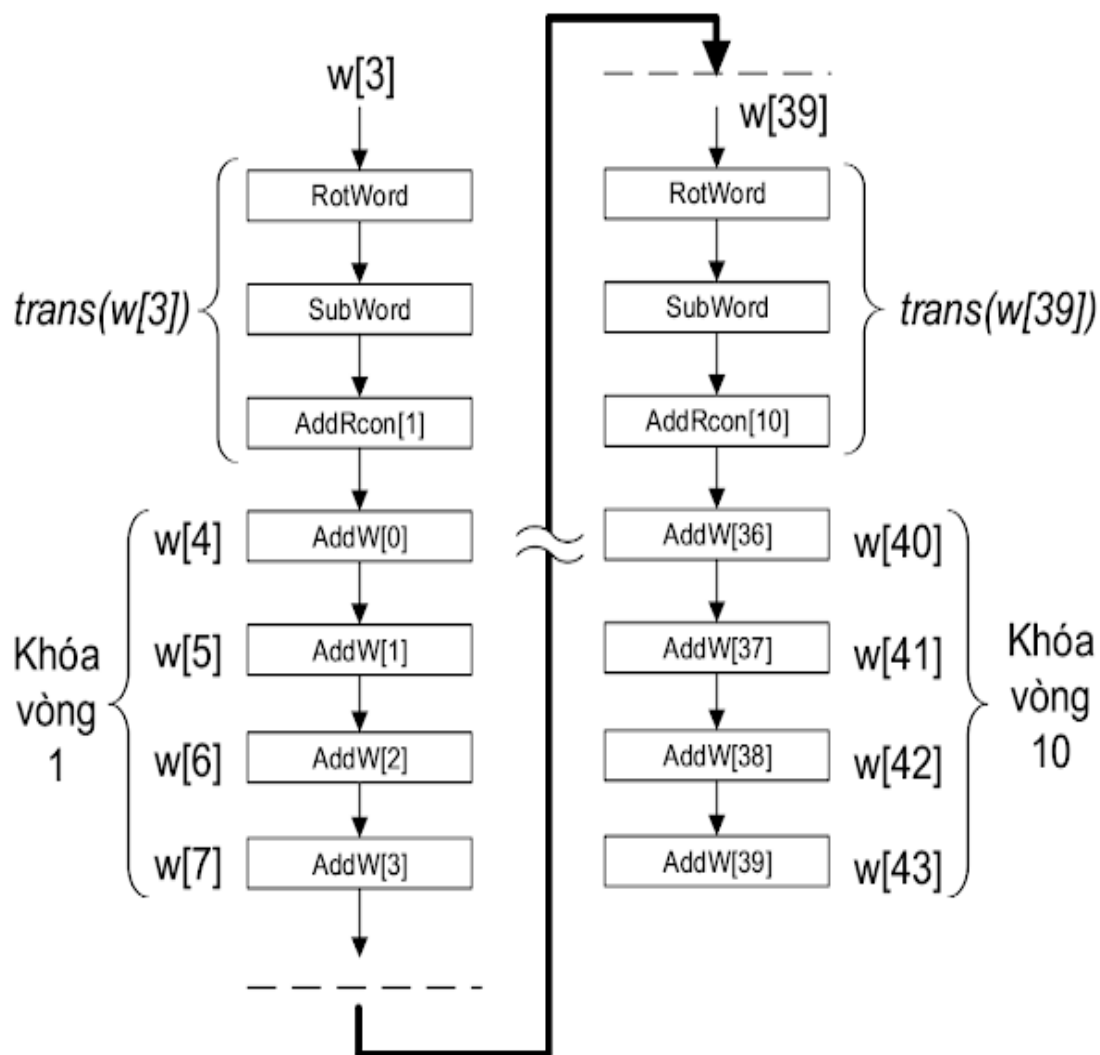 w[3]
RotWord
SubWord
trans(w[3])
AddRcon[1]
w[4]
AddW[0]
w[5]
AddW[1]
Khóa
vòng
1
w[6]
AddW[2]
w[7]
AddW[3]
w[39]
RotWord
SubWord
trans(w[39])
AddRcon[10]
AddW[36]
w[40]
AddW[37]
w[41]
Khóa
vòng
10
AddW[38]
w[42]
AddW[39]
w[43]